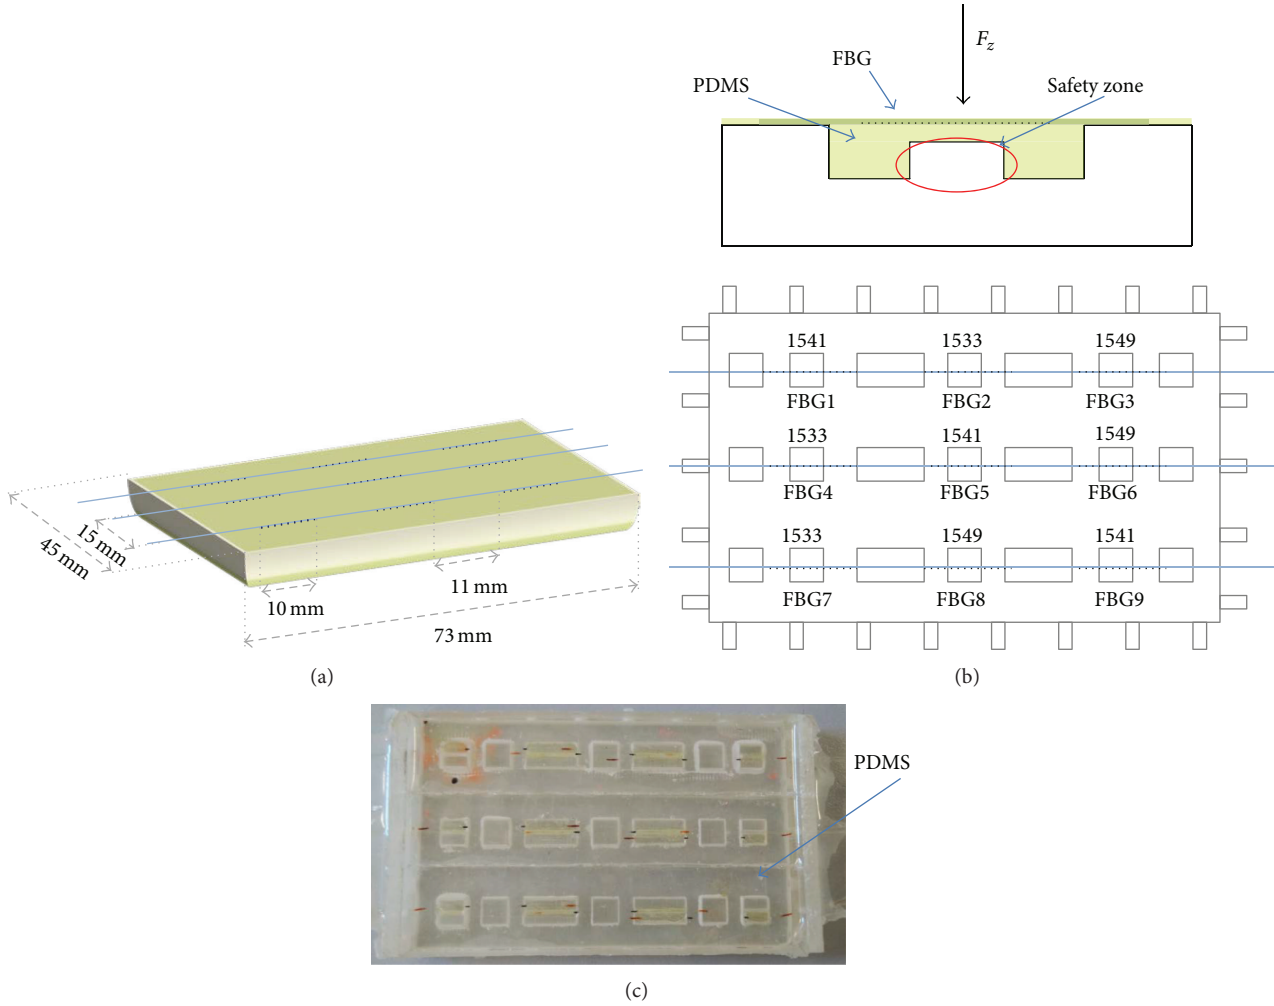 15 mm
45 mm
10 mm
11 mm
73 mm
(a)
F_z
FBG
PDMS
Safety zone
1541
1533
1549
FBG1
FBG2
FBG3
1533
1541
1549
FBG4
FBG5
FBG6
1533
1549
1541
FBG7
FBG8
FBG9
(b)
PDMS
(c)